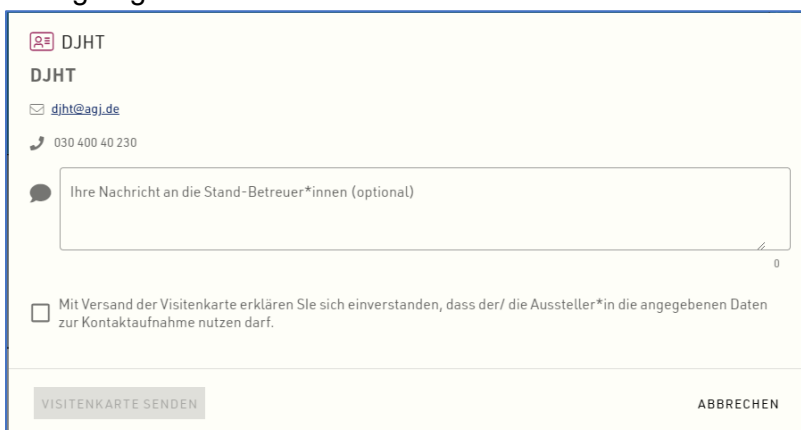 DJHT
DJHT
djht@agj.de
030 400 40 230
Ihre Nachricht an die Stand-Betreuer*innen (optional)
0
Mit Versand der Visitenkarte erklären SIe sich einverstanden, dass der/ die Aussteller*in die angegebenen Daten
zur Kontaktaufnahme nutzen darf.
VISITENKARTE SENDEN
ABBRECHEN